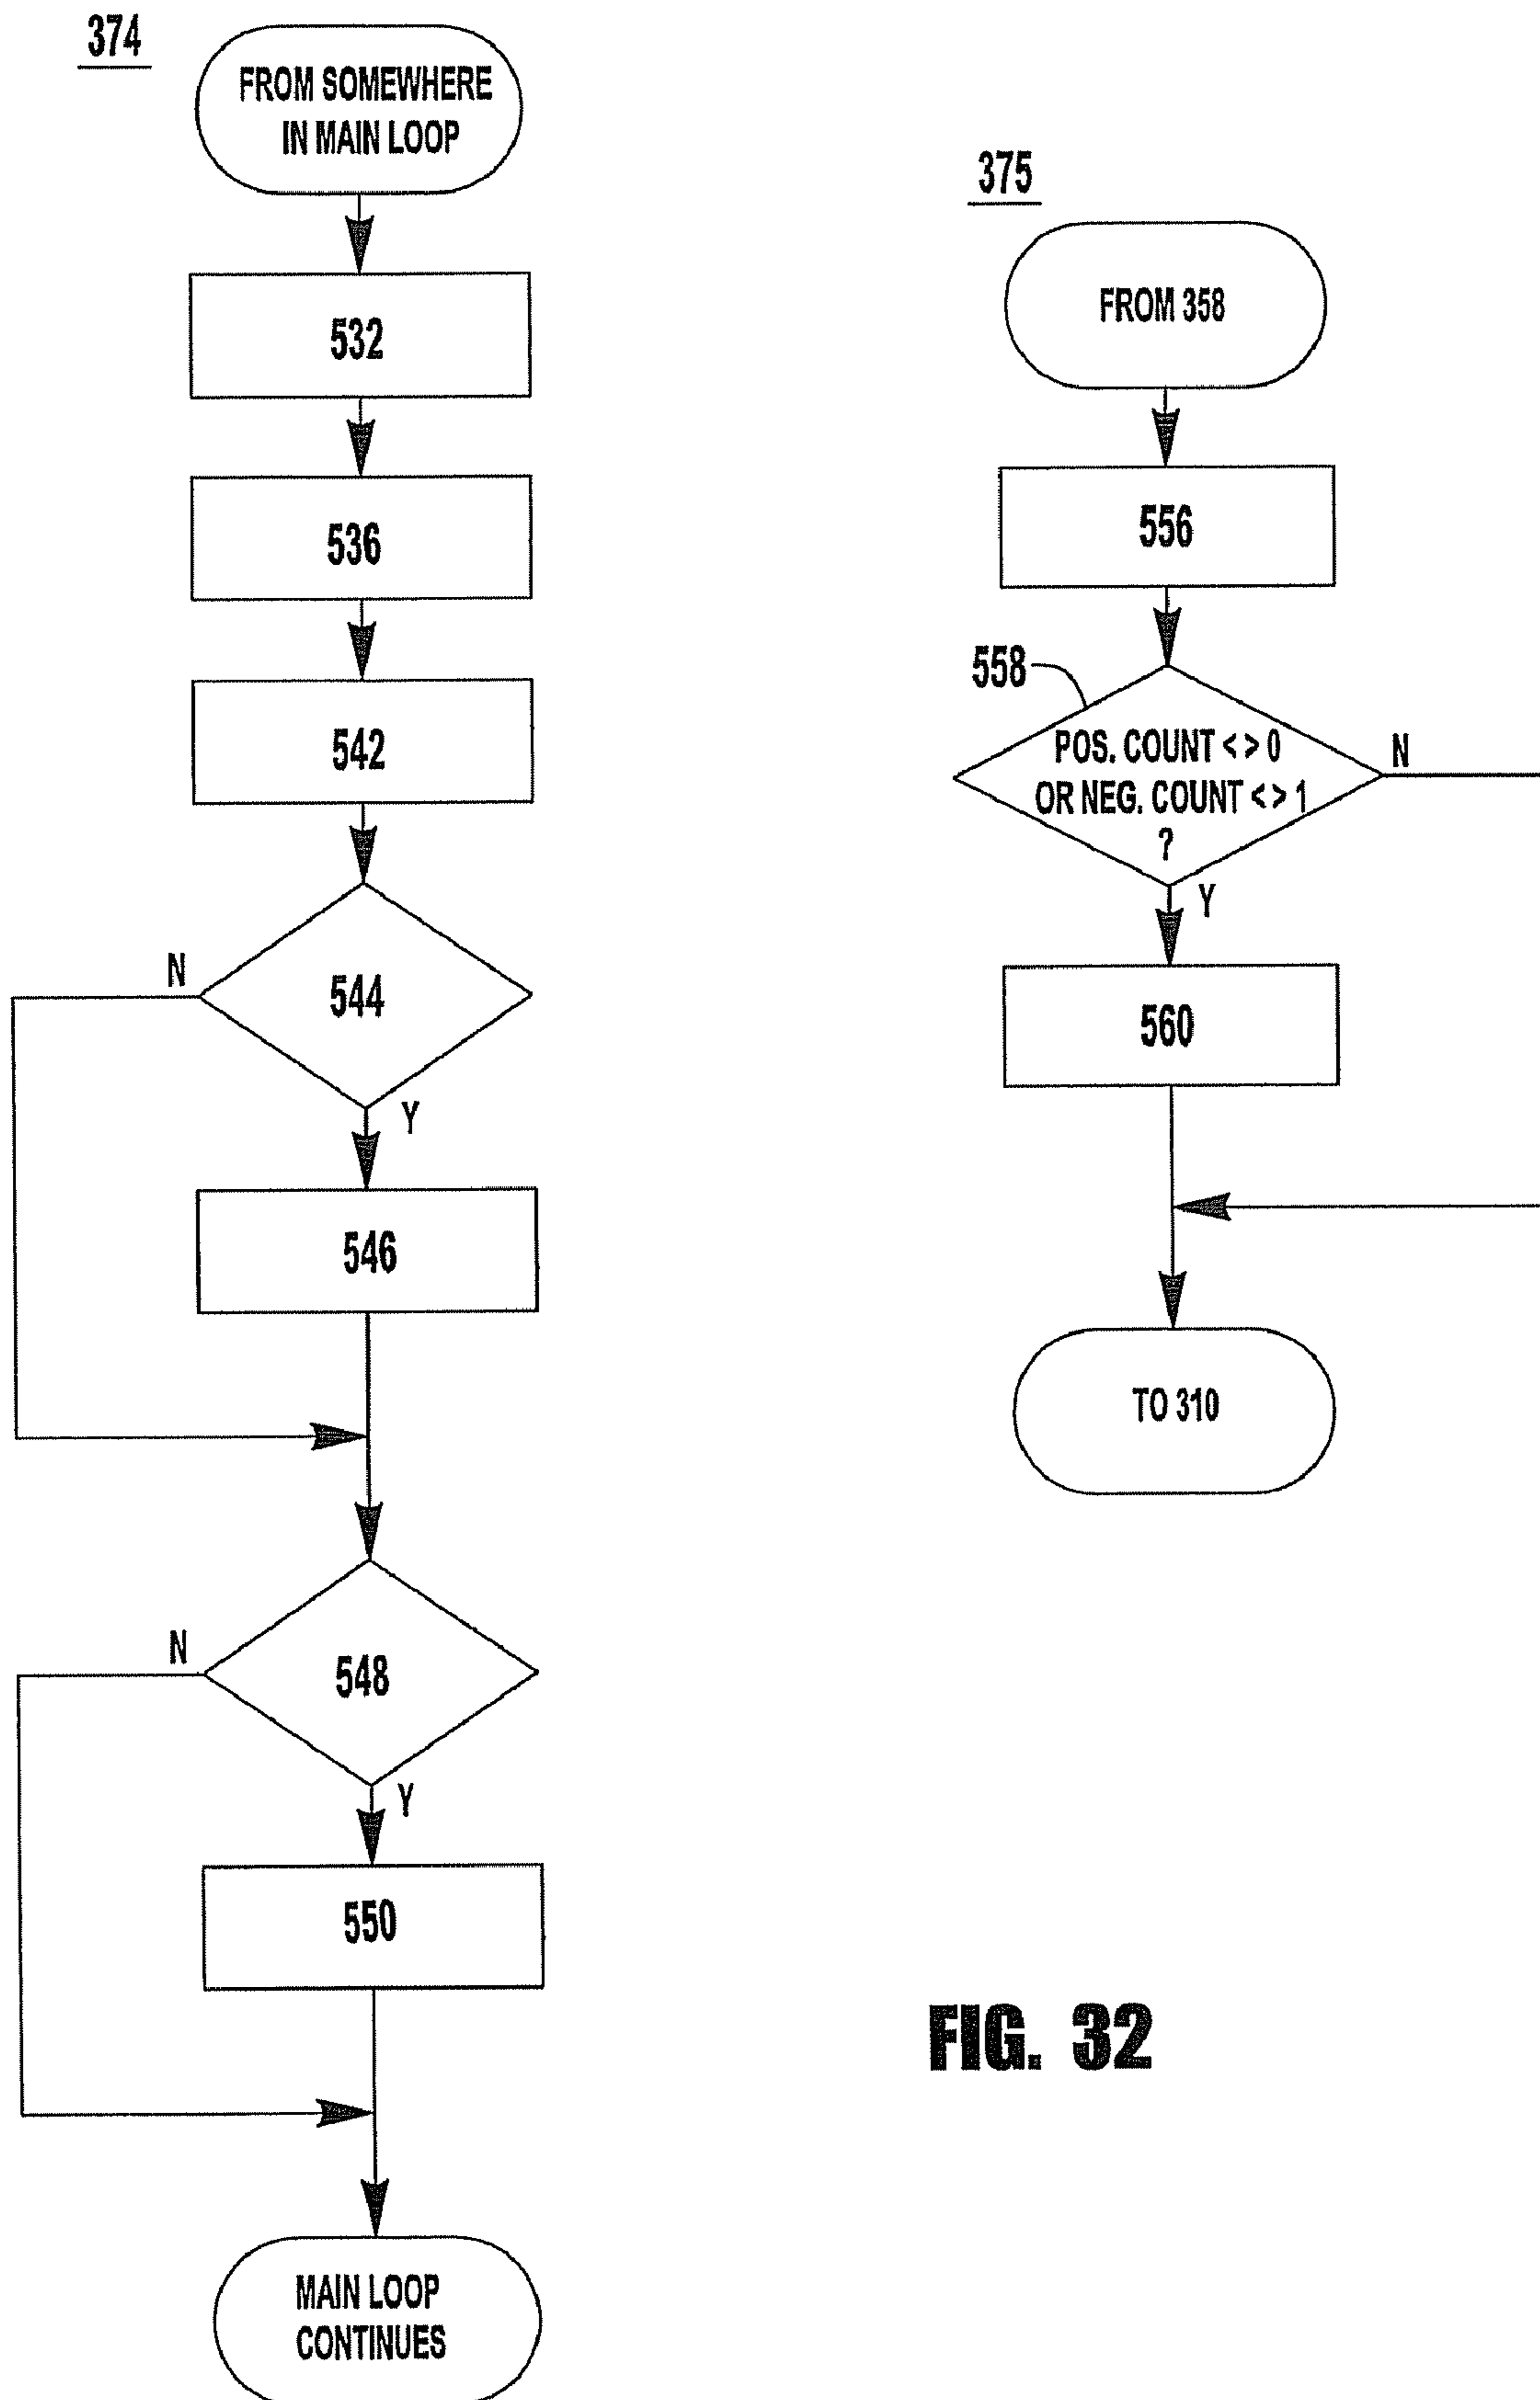 374
FROM SOMEWHERE
IN MAIN LOOP
532
536
542
544
N
Y
546
548
N
Y
550
MAIN LOOP
CONTINUES
375
FROM 358
556
558
POS. COUNT < > 0
OR NEG. COUNT < > 1
?
N
Y
560
TO 310
FIG. 32